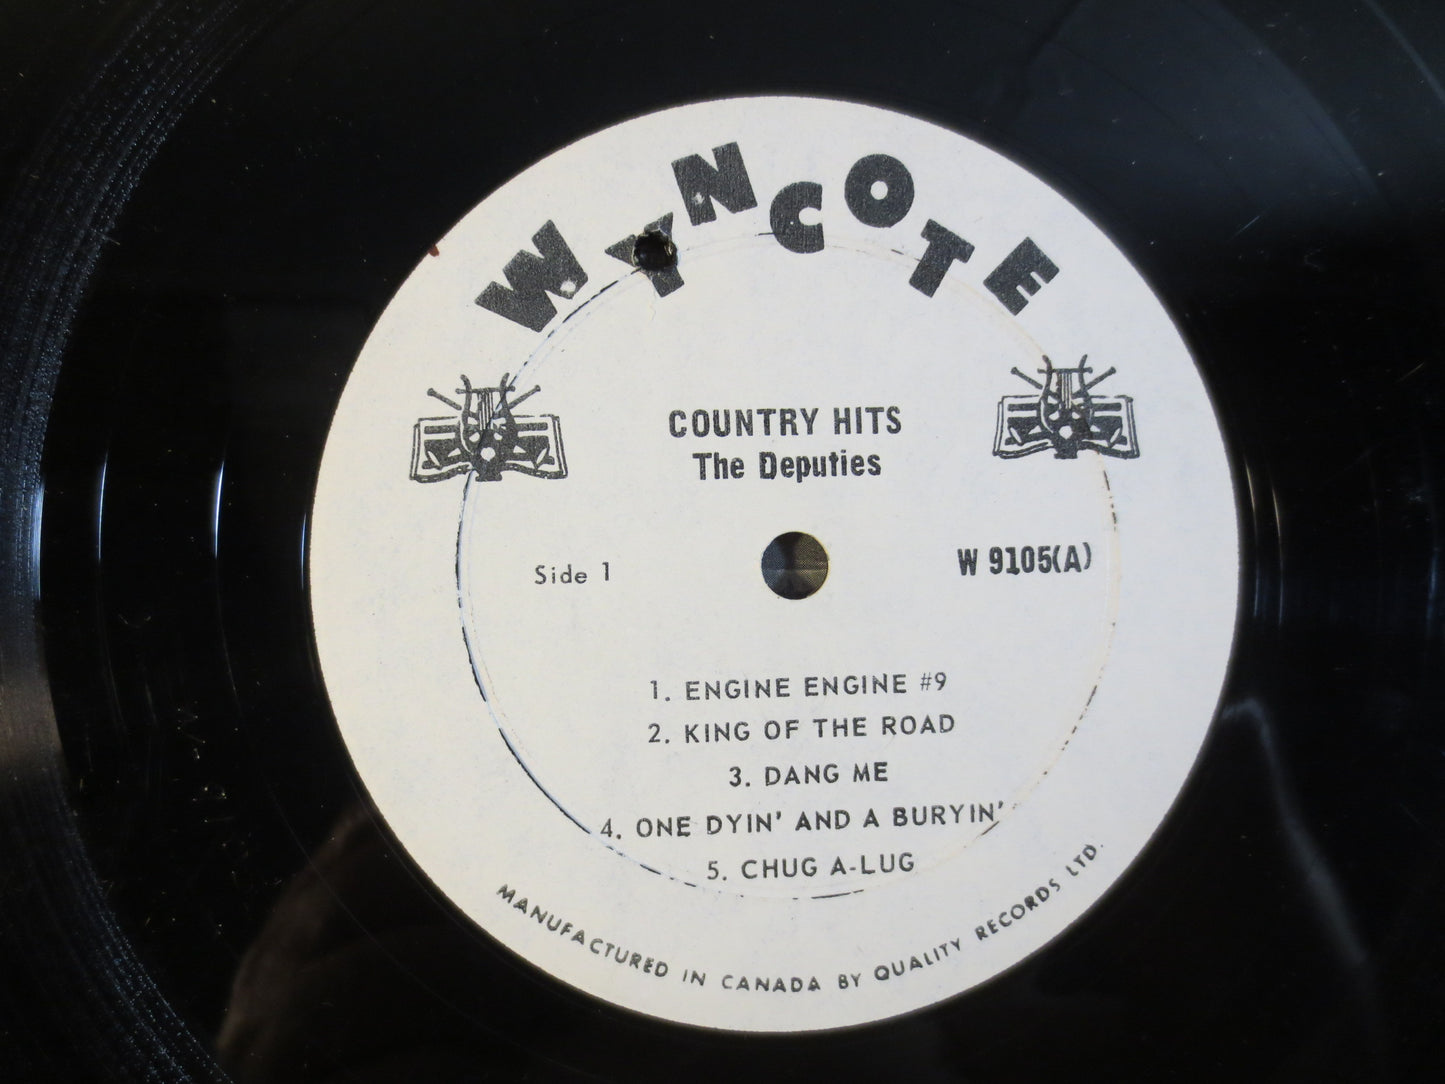 WYNCOTE
COUNTRY HITS
The Deputies
Side 1
W 9105(A)
1. ENGINE ENGINE #9
2. KING OF THE ROAD
3. DANG ME
4. ONE DYIN' AND A BURYIN'
5. CHUG A-LUG
MANUFACTURED IN CANADA BY QUALITY RECORDS LTD.